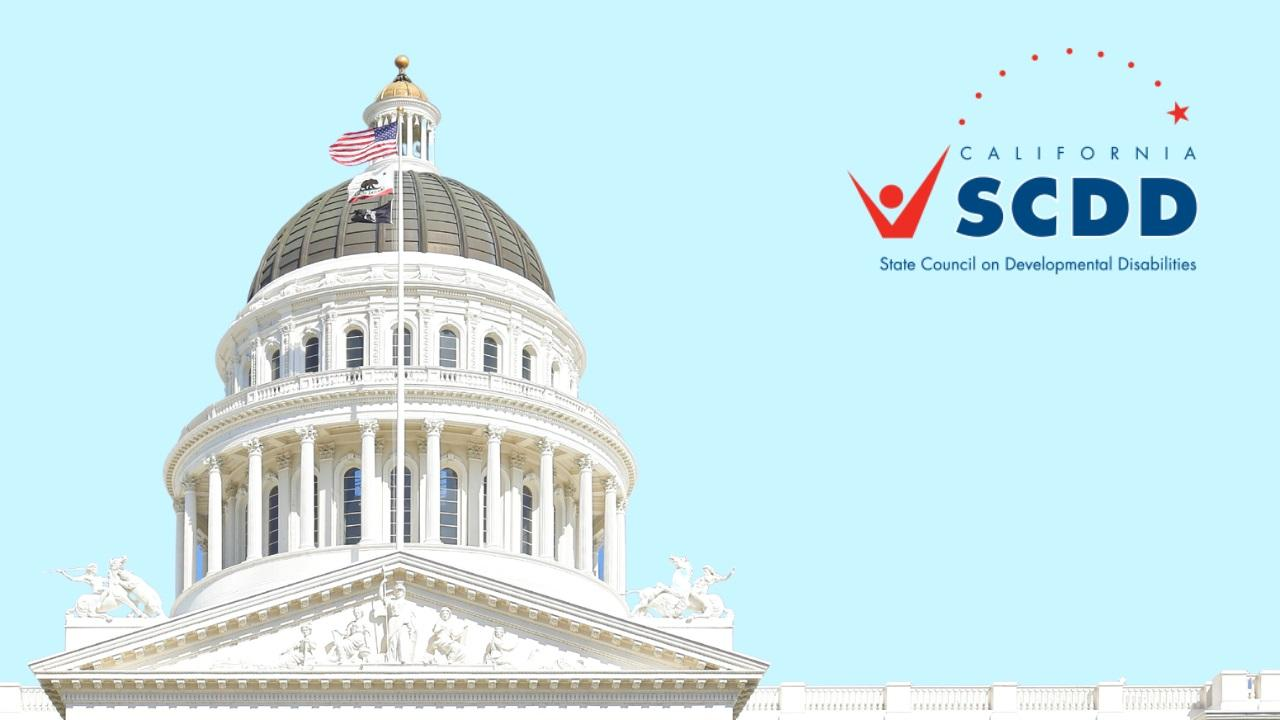 CALIFORNIA
SCDD
State Council on Developmental Disabilities